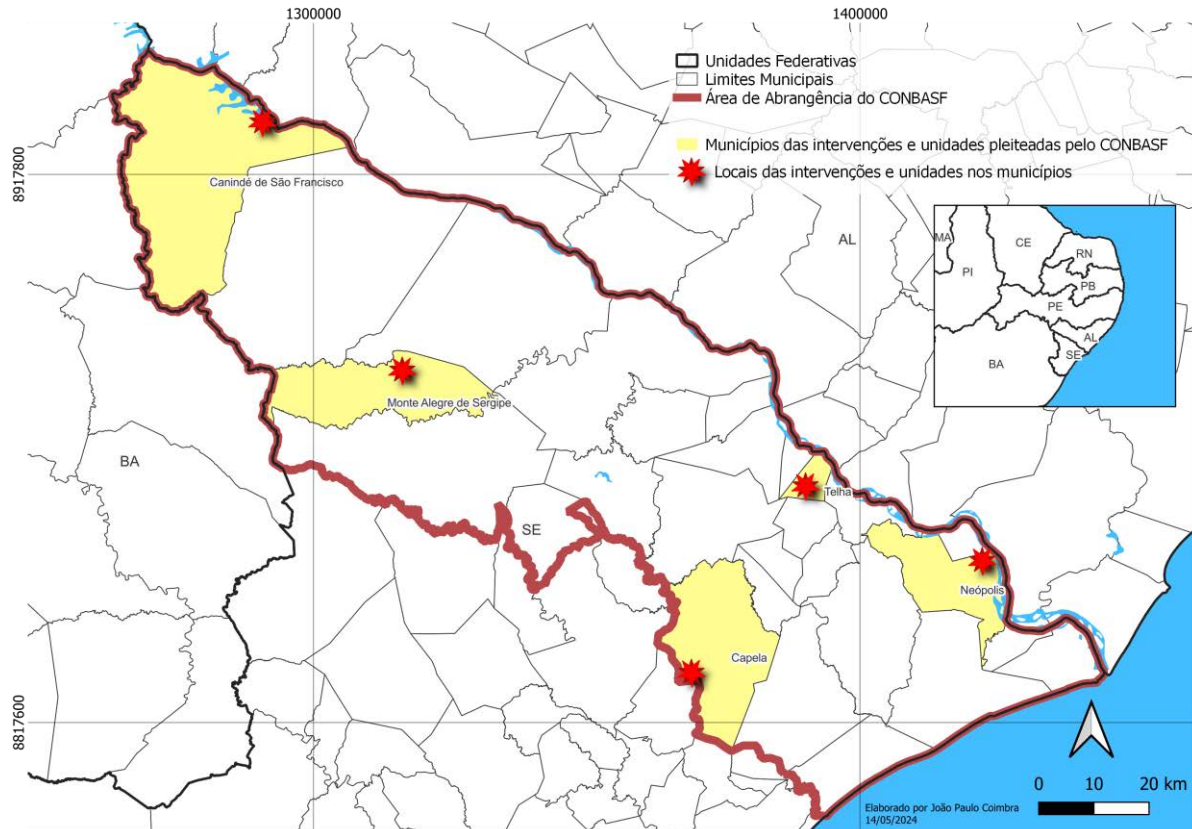 1300000
1400000
Unidades Federativas
Limites Municipais
Área de Abrangência do CONBASF
Municípios das intervenções e unidades pleiteadas pelo CONBASF
Locais das intervenções e unidades nos municípios
8917800
Canindé de São Francisco
AL
MA
CE
RN
PI
PB
PE
AL
SE
BA
Monte Alegre de Sergipe
BA
Telha
SE
Neópolis
Capela
8817600
0 10 20 km
Elaborado por João Paulo Coimbra
14/05/2024